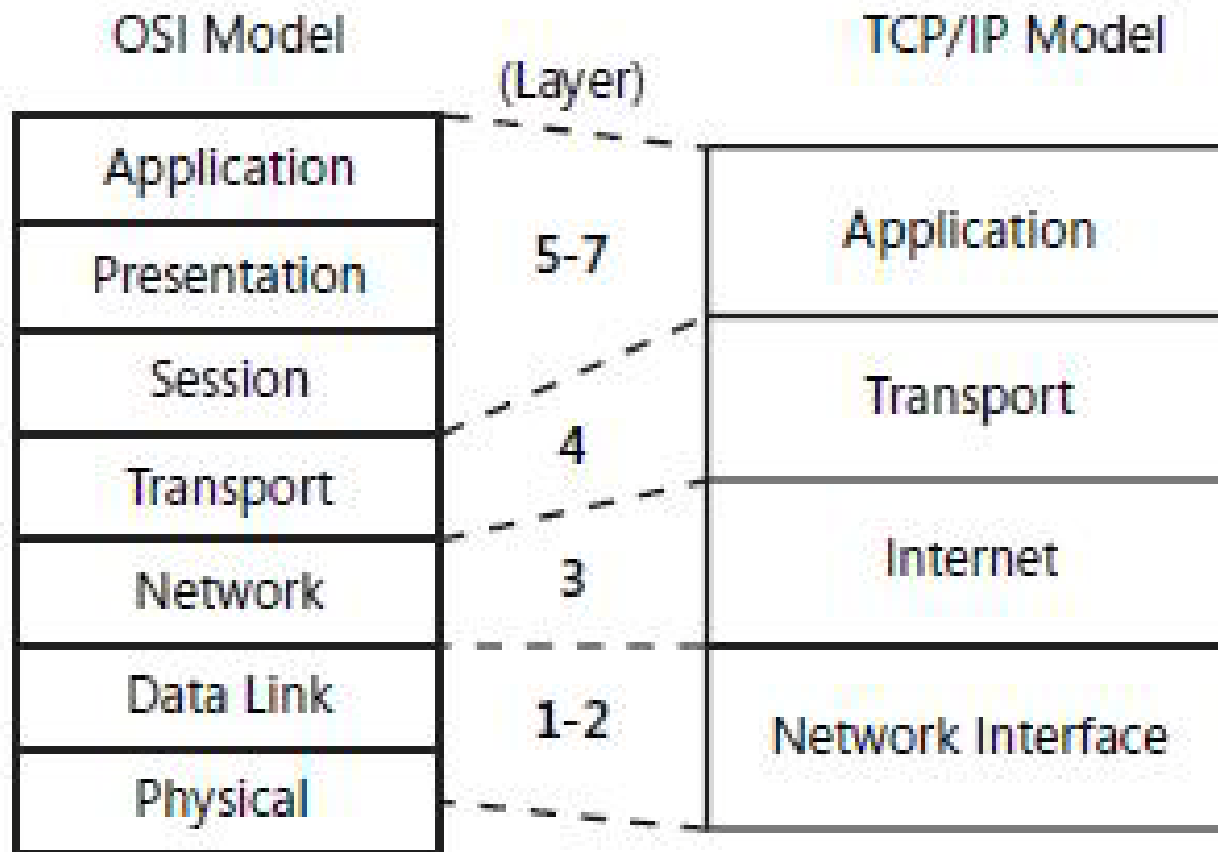 OSI Model
TCP/IP Model
(Layer)
Application
Presentation
Session
Transport
Network
Data Link
Physical
5-7
4
3
1-2
Application
Transport
Internet
Network Interface